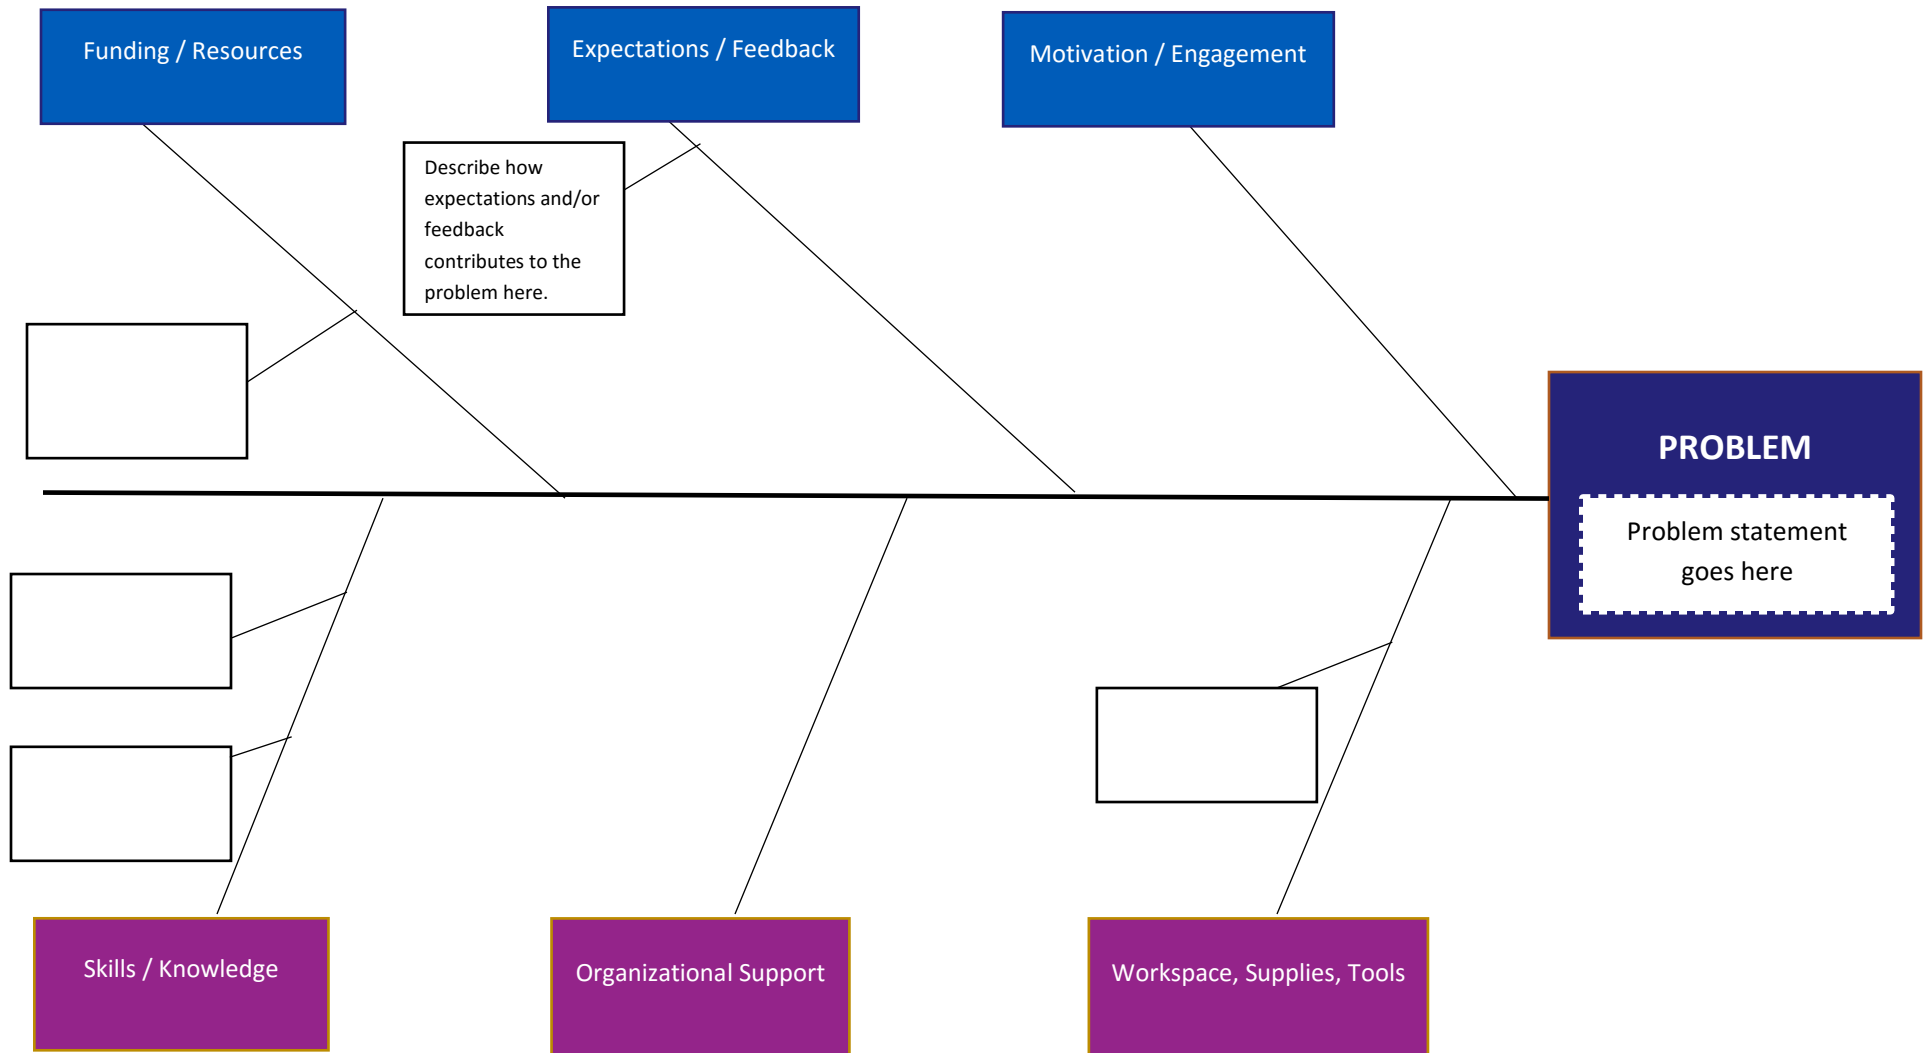 Funding / Resources
Expectations / Feedback
Motivation / Engagement
Describe how
expectations and/or
feedback
contributes to the
problem here.
PROBLEM
Problem statement
goes here
Skills / Knowledge
Organizational Support
Workspace, Supplies, Tools